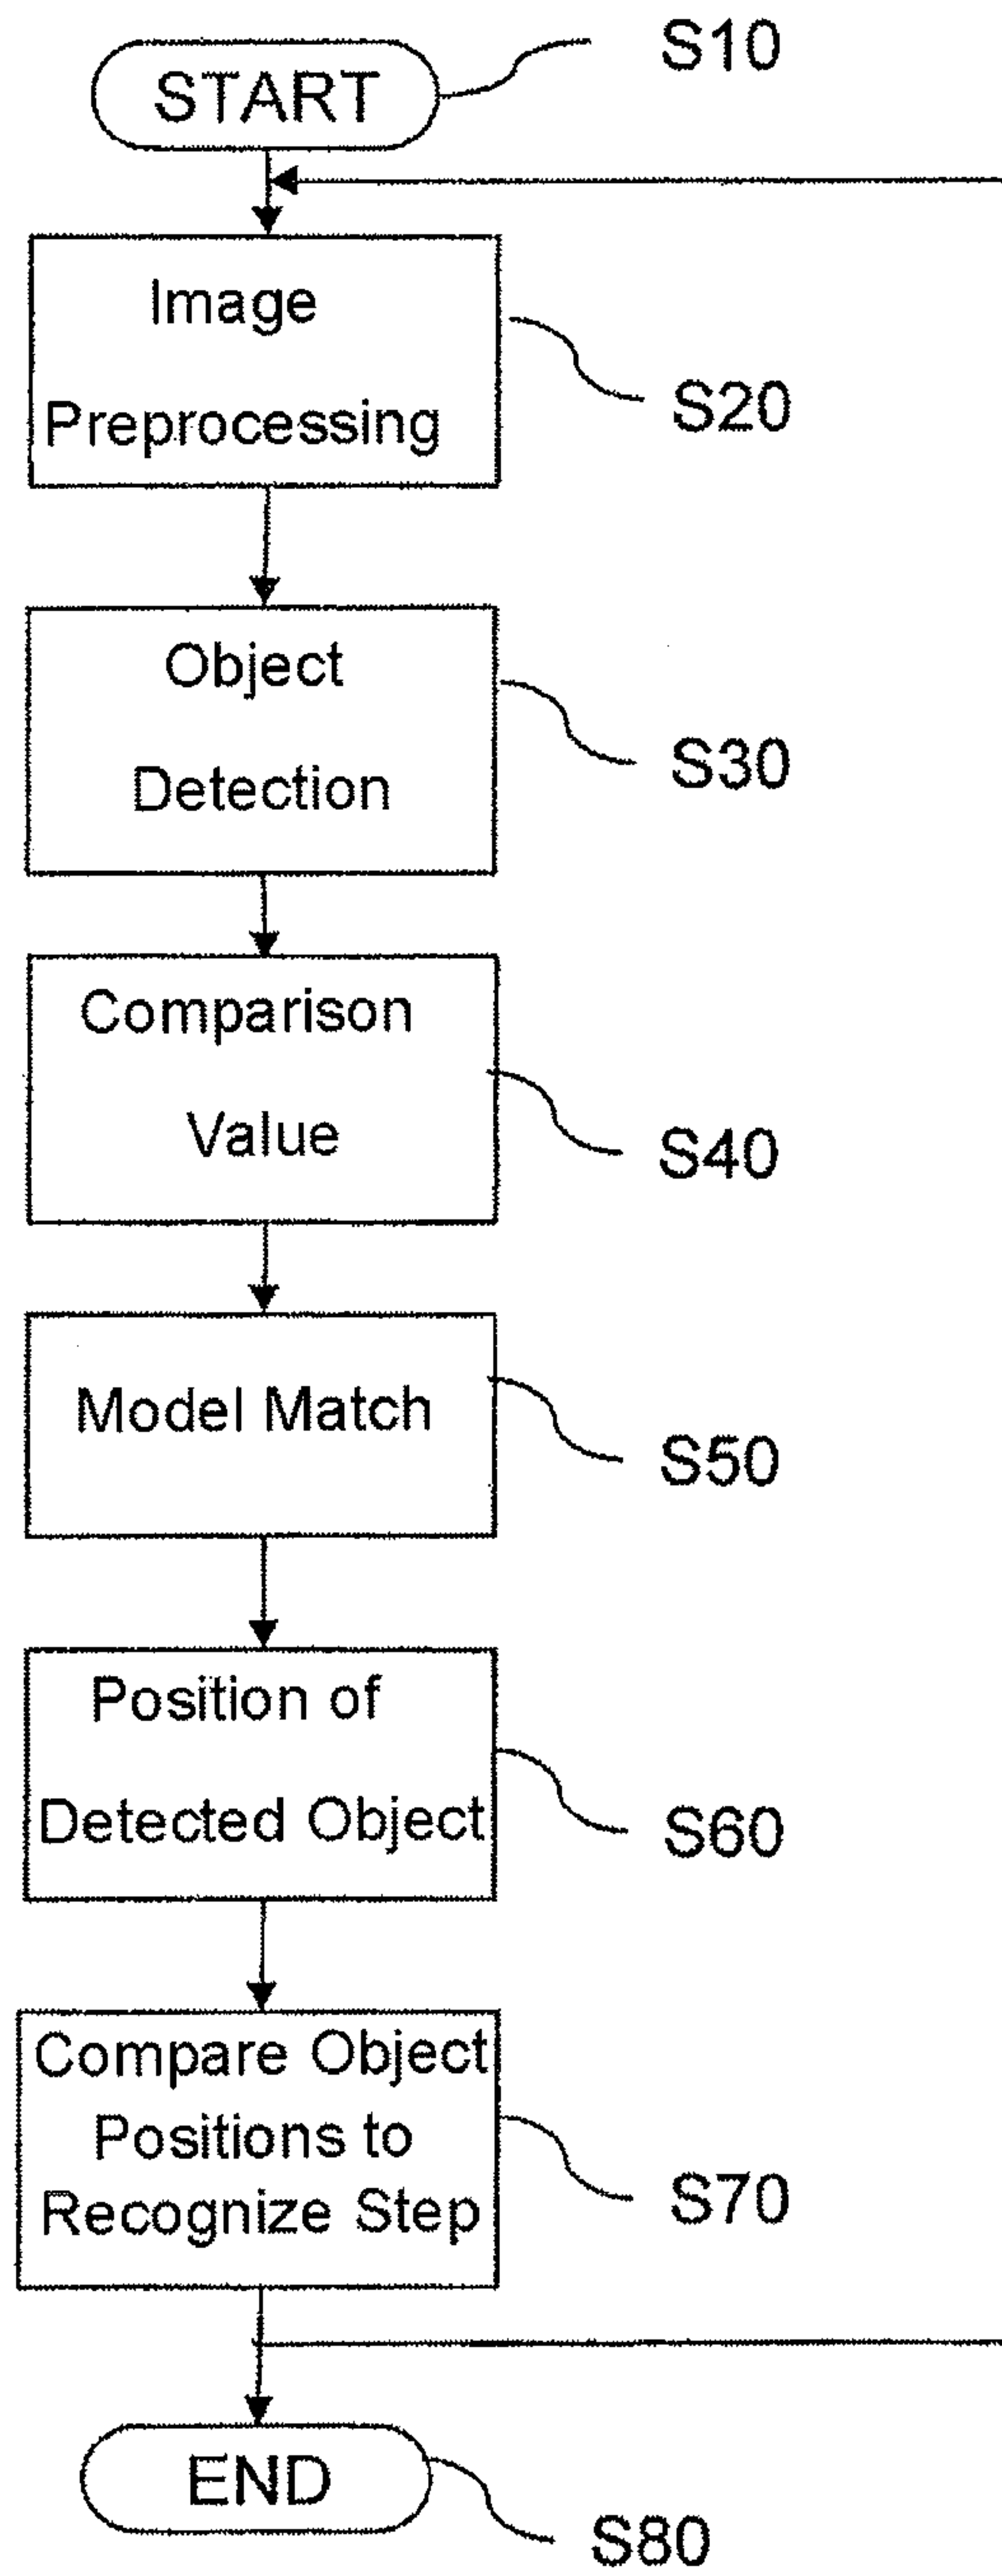 START
S10
Image
Preprocessing
S20
Object
Detection
S30
Comparison
Value
S40
Model Match
S50
Position of
Detected Object
S60
Compare Object
Positions to
Recognize Step
S70
END
S80